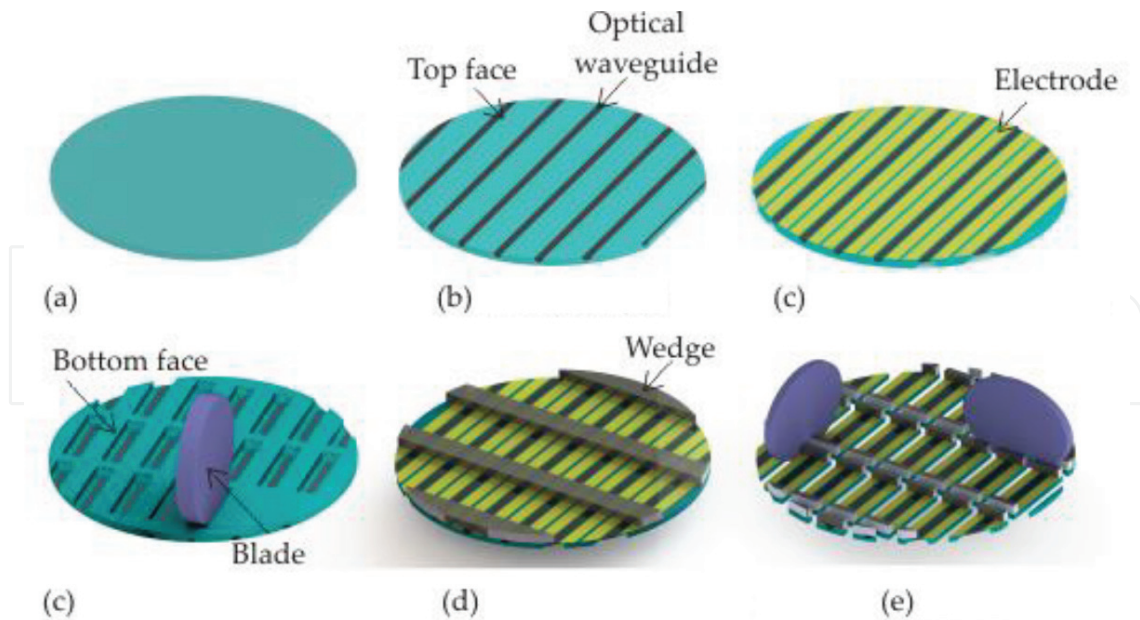 Optical
waveguide
Top face
Electrode
(a)
(b)
(c)
Bottom face
Wedge
Blade
(c)
(d)
(e)